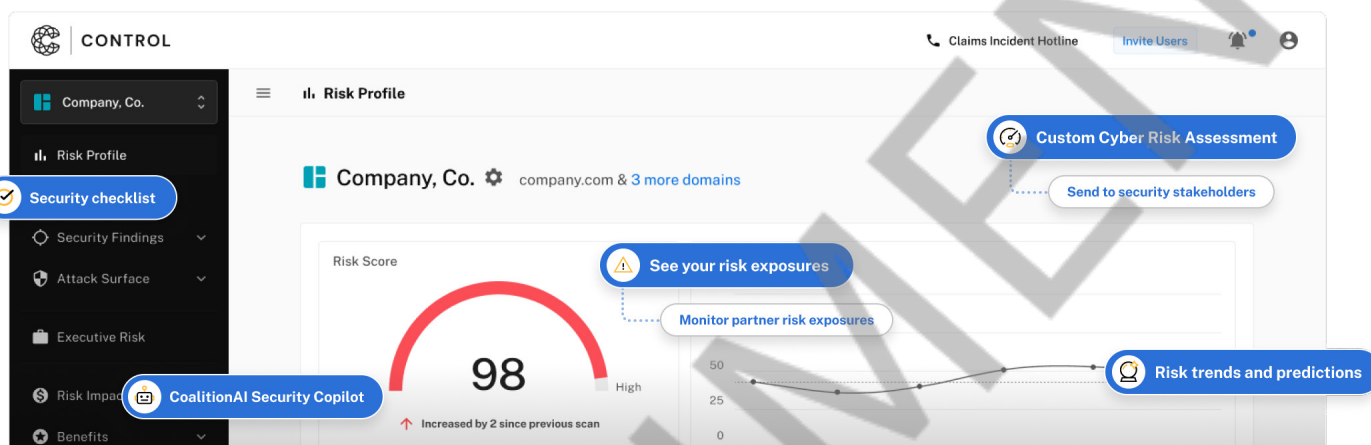 CONTROL
Claims Incident Hotline
Invite Users
Company, Co.
Risk Profile
Risk Profile
Custom Cyber Risk Assessment
Send to security stakeholders
Company, Co.
company.com & 3 more domains
Security checklist
Security Findings
Attack Surface
Executive Risk
Risk Impac
CoalitionAI Security Copilot
Benefits
Risk Score
98
High
Increased by 2 since previous scan
See your risk exposures
Monitor partner risk exposures
50
25
0
Risk trends and predictions